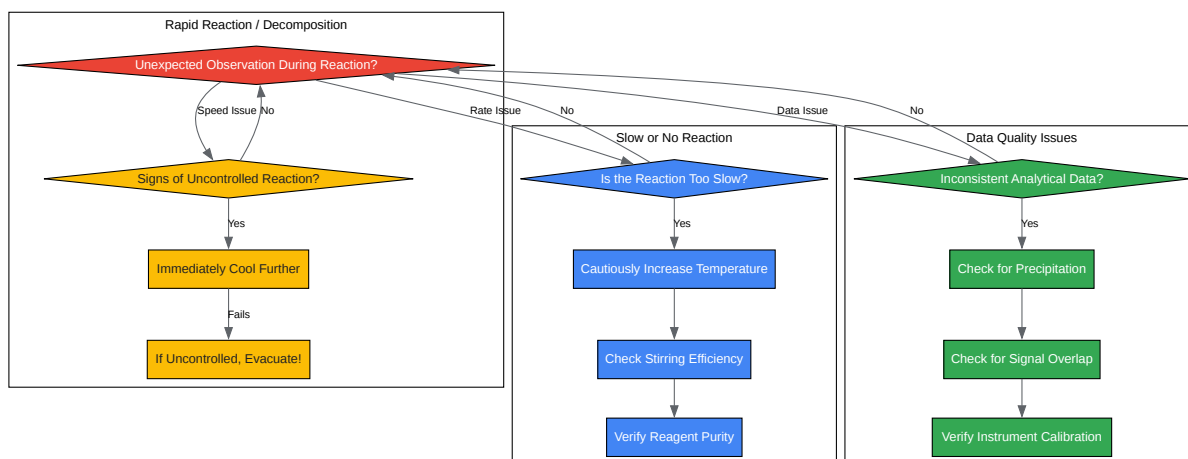 Rapid Reaction / Decomposition
Unexpected Observation During Reaction?
Speed Issue
No
Rate Issue
No
Data Issue
No
Slow or No Reaction
Data Quality Issues
Signs of Uncontrolled Reaction?
Is the Reaction Too Slow?
Inconsistent Analytical Data?
Yes
Yes
Yes
Immediately Cool Further
Cautiously Increase Temperature
Check for Precipitation
Fails
If Uncontrolled, Evacuate!
Check Stirring Efficiency
Check for Signal Overlap
Verify Reagent Purity
Verify Instrument Calibration